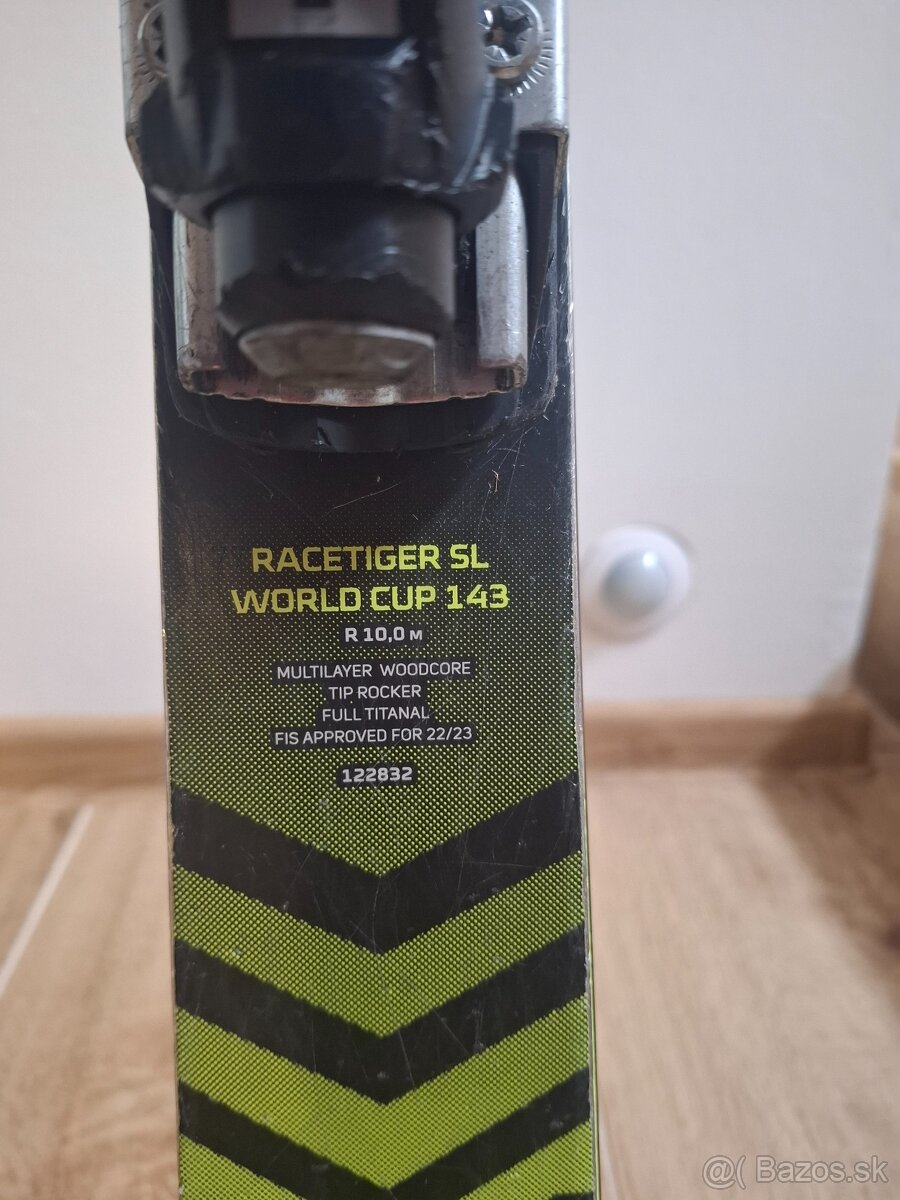 RACETIGER SL
WORLD CUP 143
R 10,0 M
MULTILAYER WOODCORE
TIP ROCKER
FULL TITANAL
FIS APPROVED FOR 22/23
122832
@( Bazos.sk